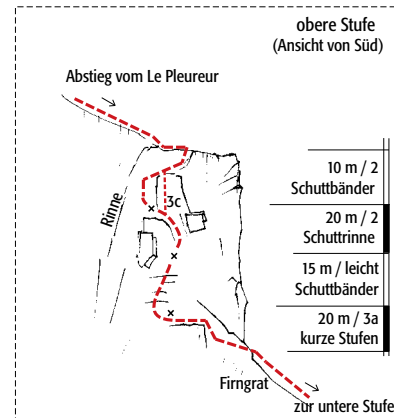 obere Stufe
(Ansicht von Süd)
Abstieg vom Le Pleureur
Rinne
3c
10 m / 2
Schuttbänder
20 m / 2
Schuttrinne
15 m / leicht
Schuttbänder
20 m / 3a
kurze Stufen
Firngrat
zur untere Stufe